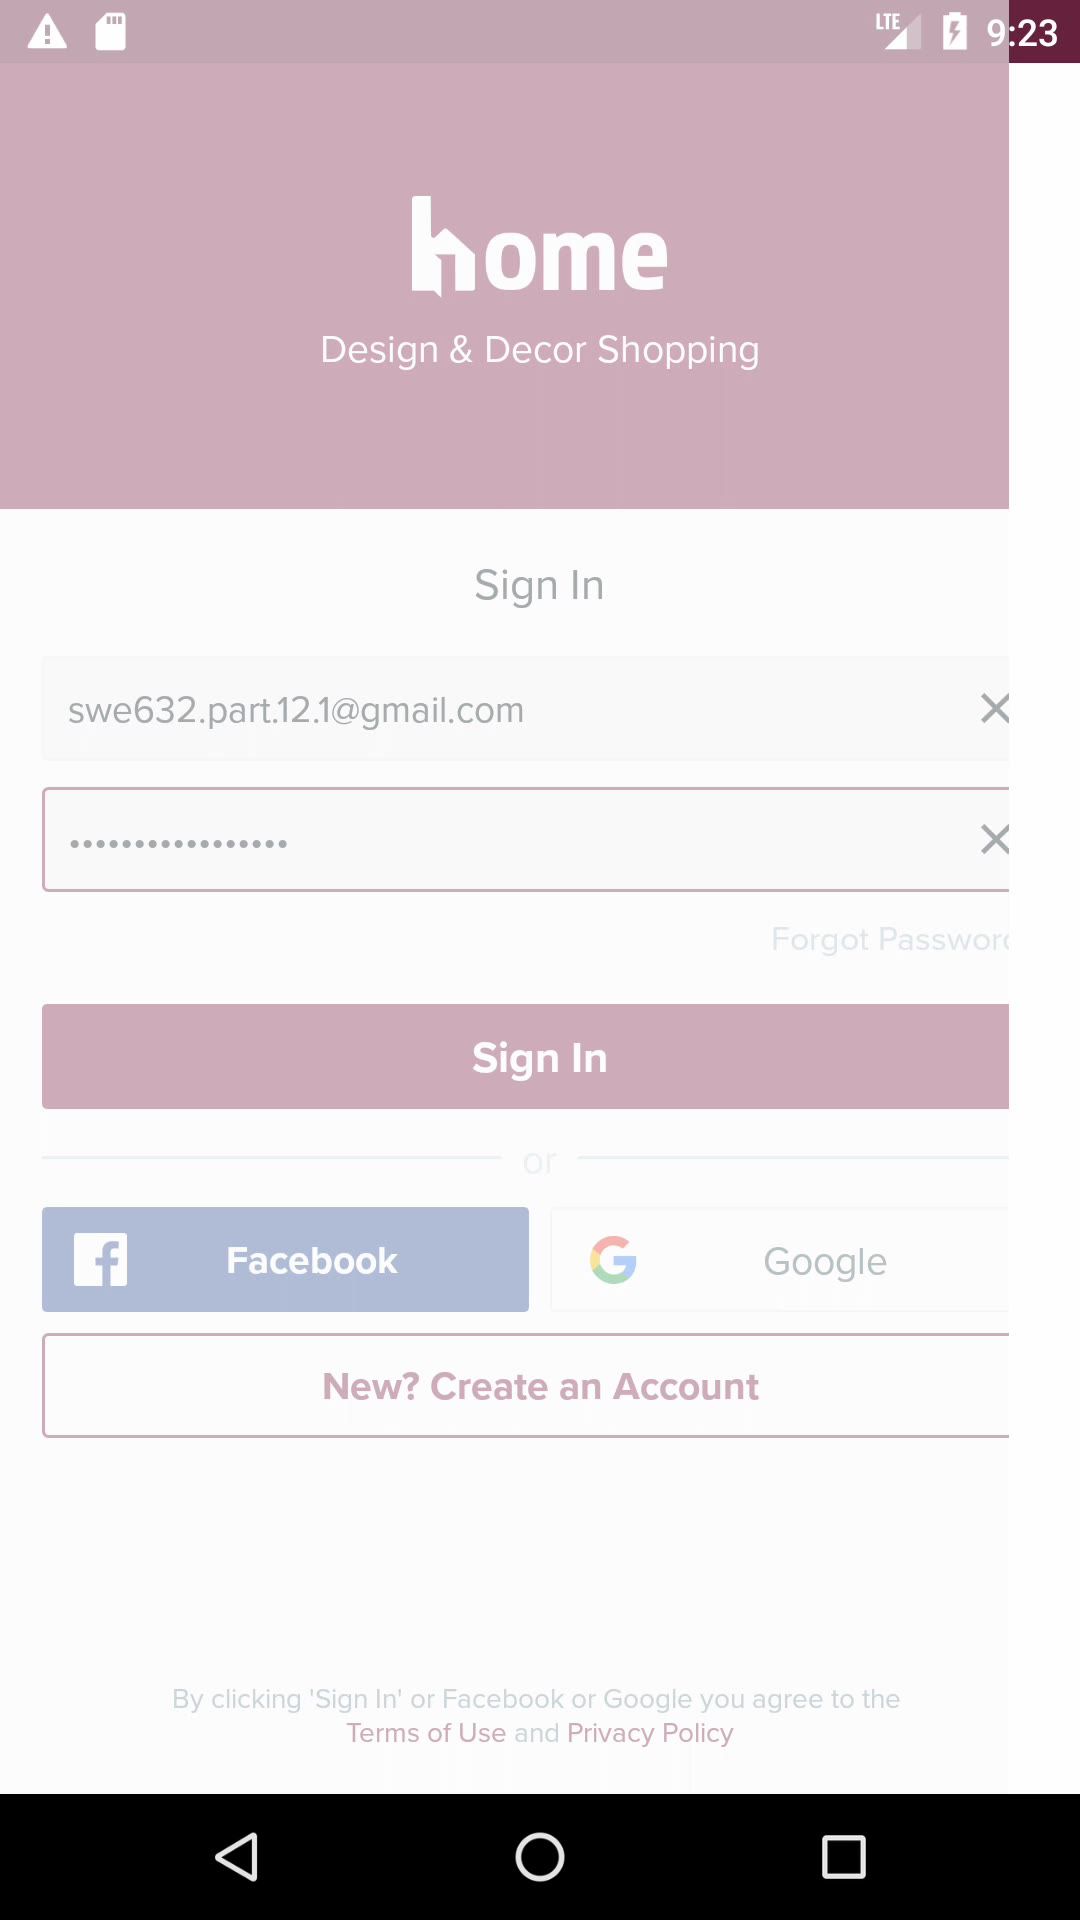 LTE 9:23
home
Design & Decor Shopping
Sign In
swe632.part.12.1@gmail.com
•••••••••••••••••
Forgot Password
Sign In
or
Facebook
Google
New? Create an Account
By clicking 'Sign In' or Facebook or Google you agree to the
Terms of Use and Privacy Policy